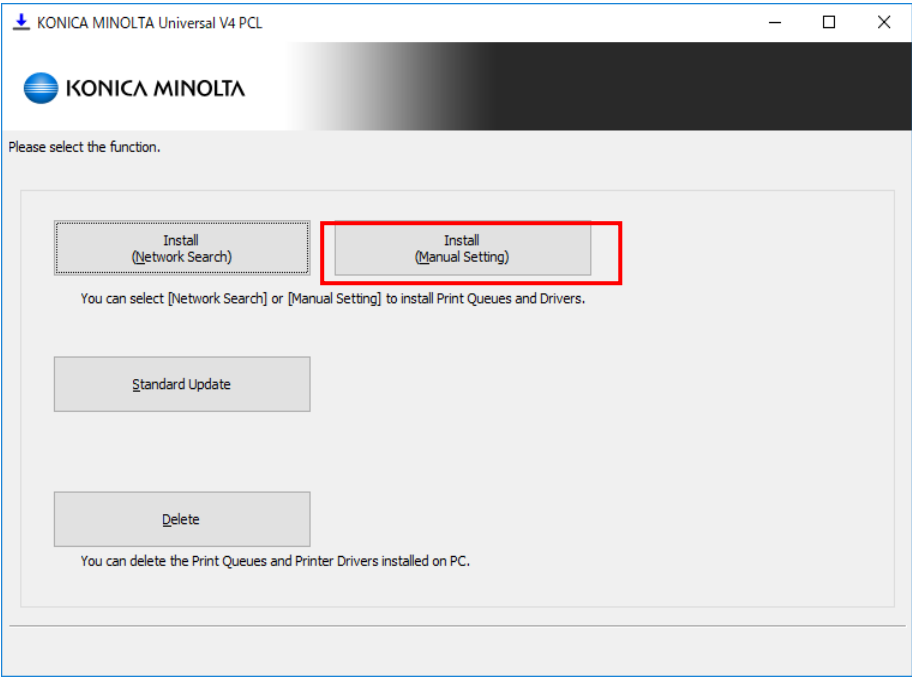 KONICA MINOLTA Universal V4 PCL
KONICA MINOLTA
Please select the function.
Install
(Network Search)
Install
(Manual Setting)
You can select [Network Search] or [Manual Setting] to install Print Queues and Drivers.
Standard Update
Delete
You can delete the Print Queues and Printer Drivers installed on PC.